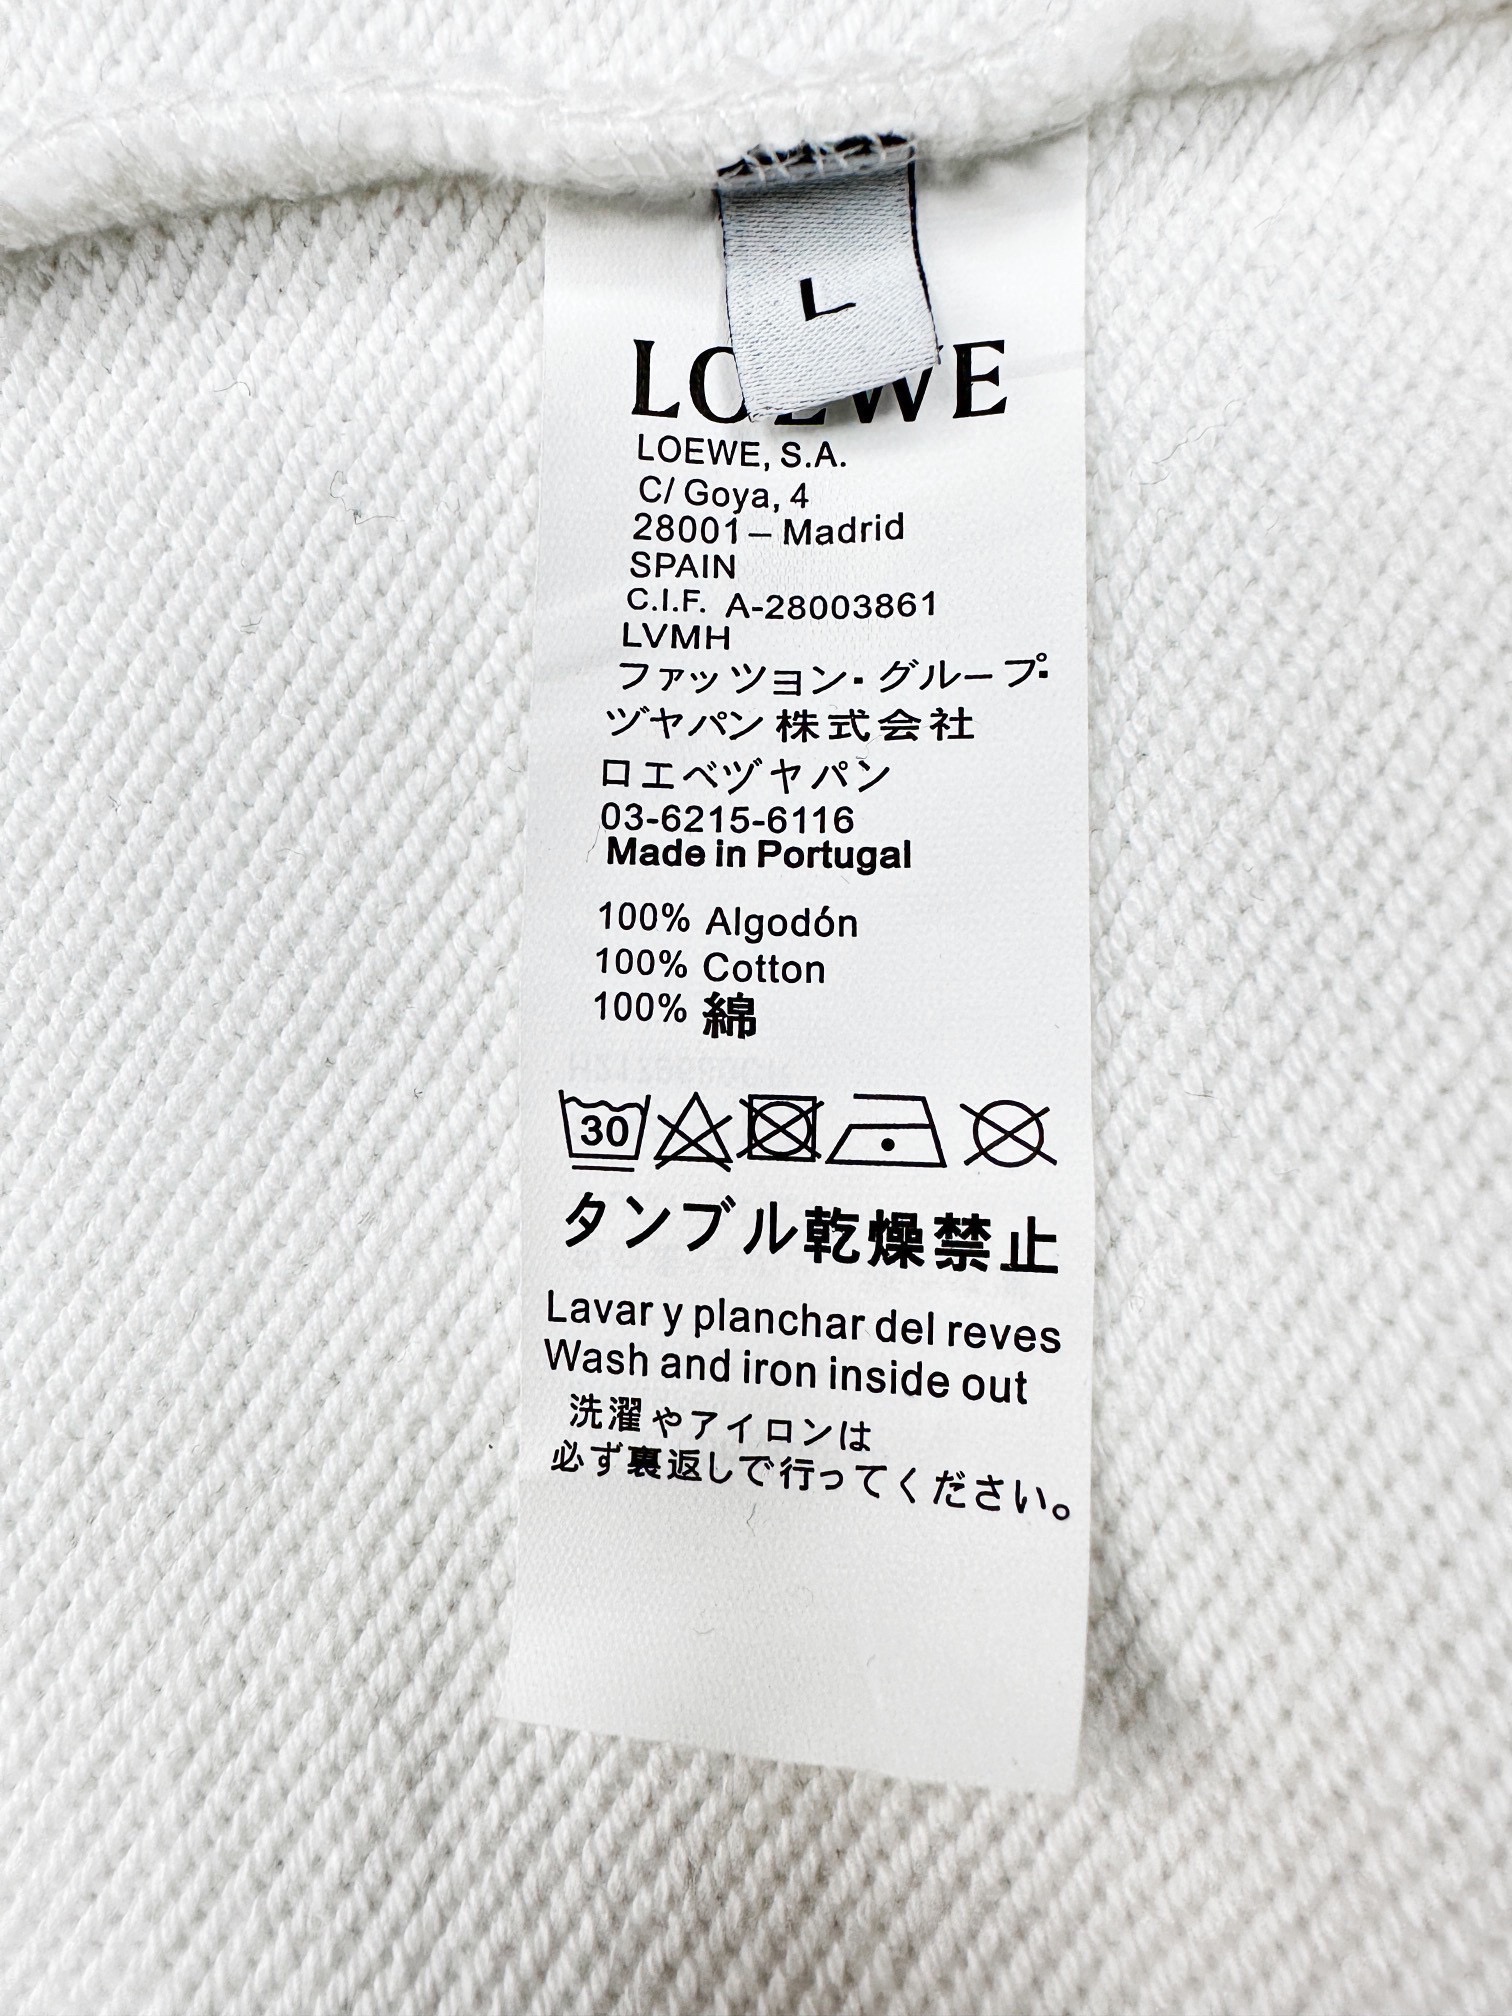 L
LOEWE
LOEWE, S.A.
C/ Goya, 4
28001 – Madrid
SPAIN
C.I.F. A-28003861
LVMH
ファッツョン・グループ・
ヅヤパン 株式会社
ロエベヅヤパン
03-6215-6116
Made in Portugal
100% Algodón
100% Cotton
100% 綿
30
タンブル乾燥禁止
Lavar y planchar del reves
Wash and iron inside out
洗濯やアイロンは
必ず裏返しで行ってください。